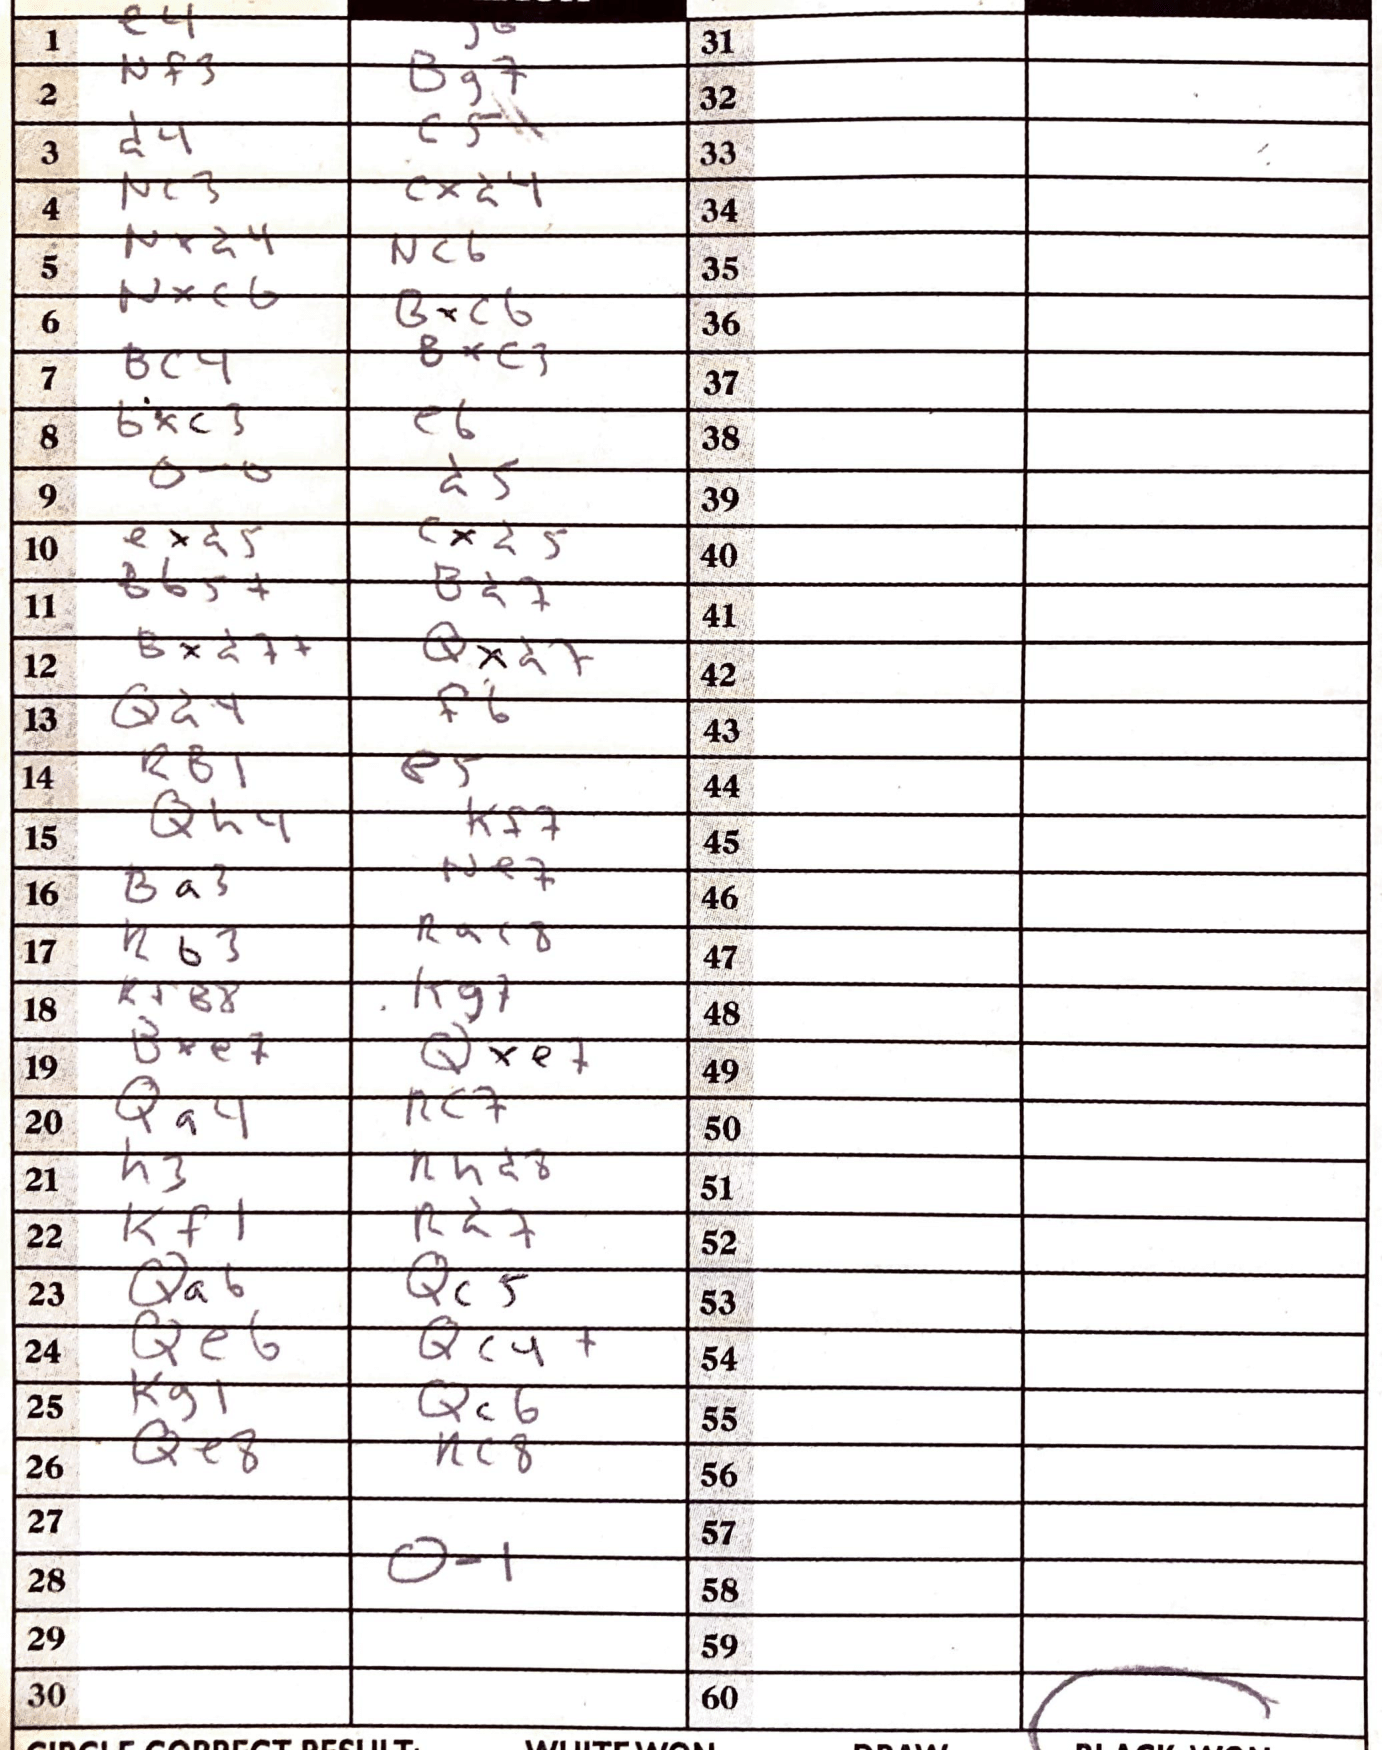 1 e4 g6 31
2 Nf3 Bg7 32
3 d4 c5 33
4 Nc3 cxd4 34
5 Nxd4 Nc6 35
6 Nxc6 Bxc6 36
7 Bc4 Bxc3 37
8 bxc3 e6 38
9 0-0 d5 39
10 exd5 cxd5 40
11 Bb5+ Bd7 41
12 Bxd7+ Qxd7 42
13 Qd4 f6 43
14 RB1 e5 44
15 Qh4 Kf7 45
16 Ba3 Ne7 46
17 Rb3 Rac8 47
18 Kg7 48
19 Bxe7 Qxe7 49
20 Qa4 Rc7 50
21 h3 Rhd8 51
22 Kf1 Rd7 52
23 Qa6 Qc5 53
24 Qe6 Qc4+ 54
25 Kg1 Qc6 55
26 Qe8 Rc8 56
27 57
28 0-1 58
29 59
30 60
CIRCLE CORRECT RESULT: WHITE WON DRAW BLACK WON